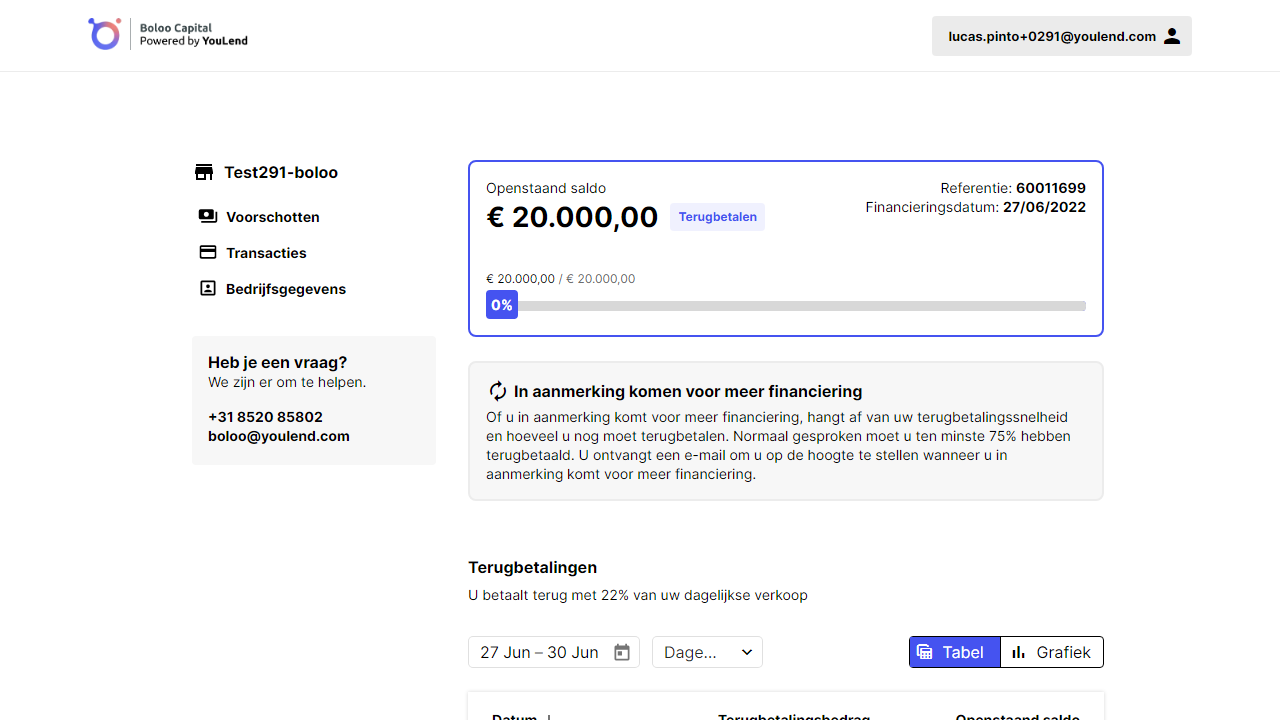 Boloo Capital
Powered by YouLend
lucas.pinto+0291@youlend.com
Test291-boloo
Voorschotten
Transacties
Bedrijfsgegevens
Heb je een vraag?
We zijn er om te helpen.
+31 8520 85802
boloo@youlend.com
Openstaand saldo
€ 20.000,00 Terugbetalen
Referentie: 60011699
Financieringsdatum: 27/06/2022
€ 20.000,00 / € 20.000,00
0%
In aanmerking komen voor meer financiering
Of u in aanmerking komt voor meer financiering, hangt af van uw terugbetalingssnelheid
en hoeveel u nog moet terugbetalen. Normaal gesproken moet u ten minste 75% hebben
terugbetaald. U ontvangt een e-mail om u op de hoogte te stellen wanneer u in
aanmerking komt voor meer financiering.
Terugbetalingen
U betaalt terug met 22% van uw dagelijkse verkoop
27 Jun – 30 Jun Dage... Tabel Grafiek
Datum ↓ Terugbetalingsbedrag Openstaand saldo